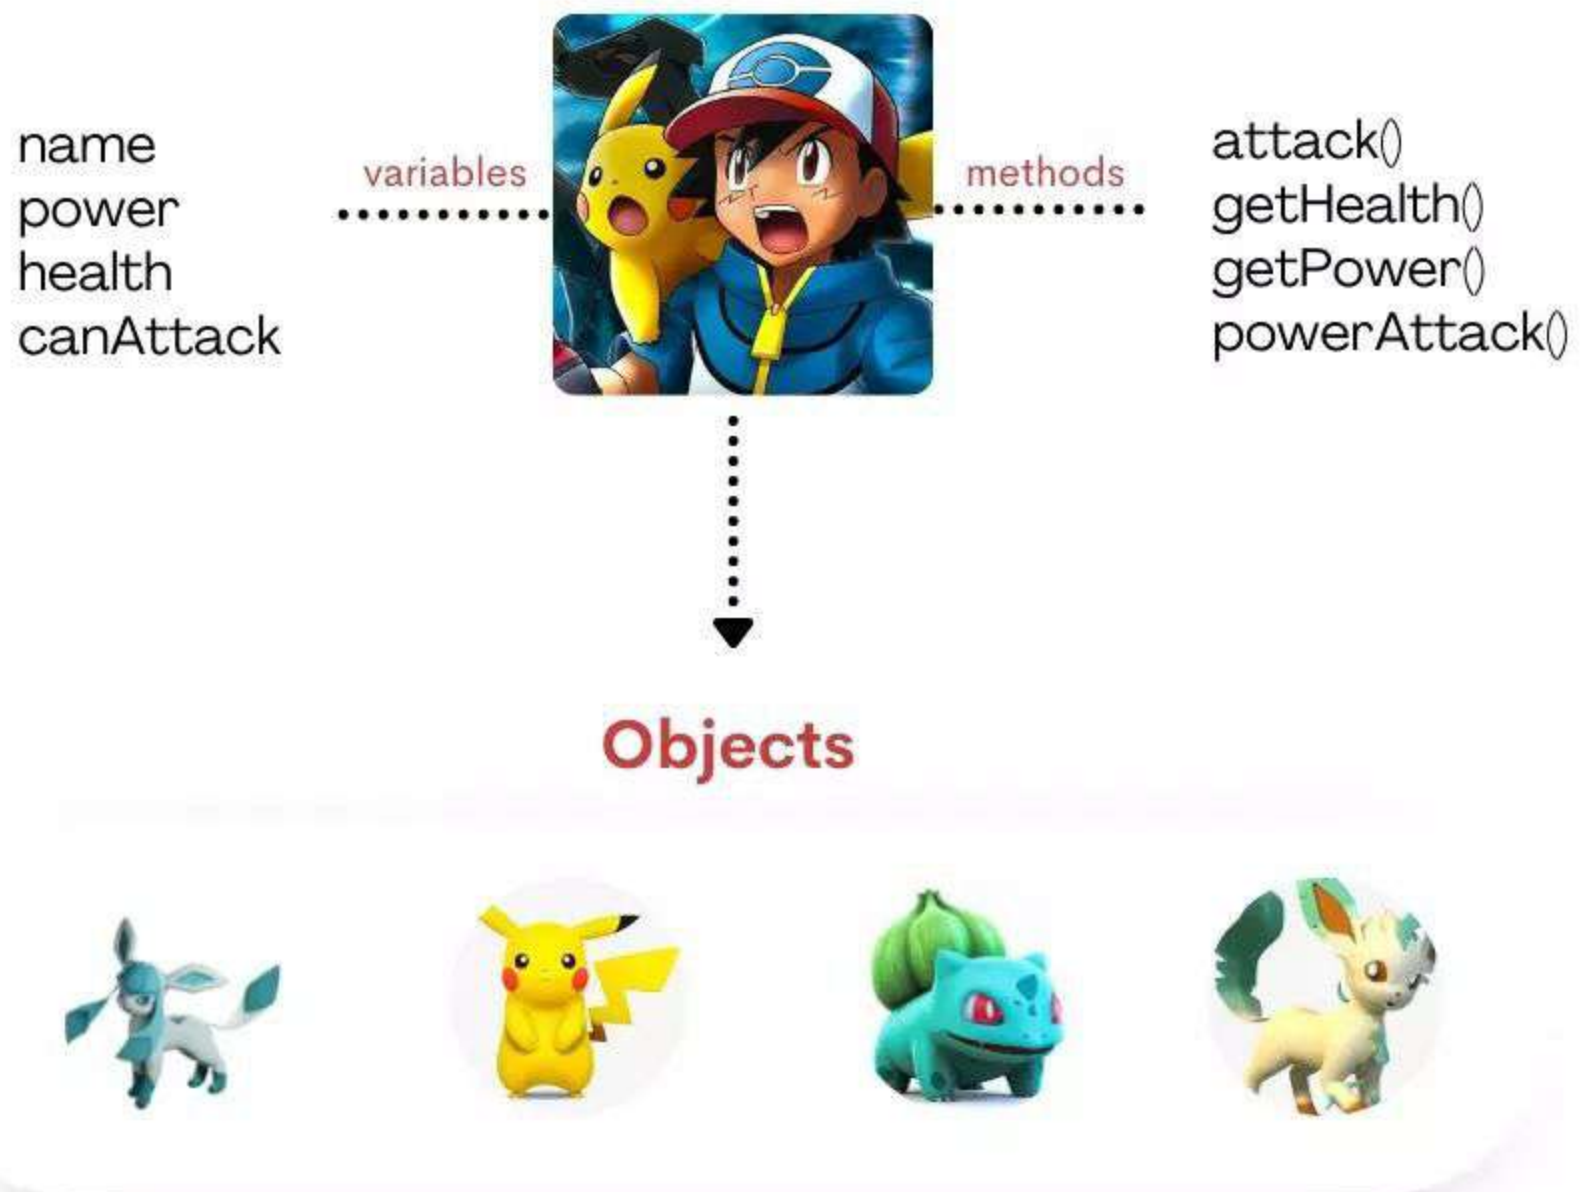 name
power
health
canAttack
variables
methods
attack()
getHealth()
getPower()
powerAttack()
Objects